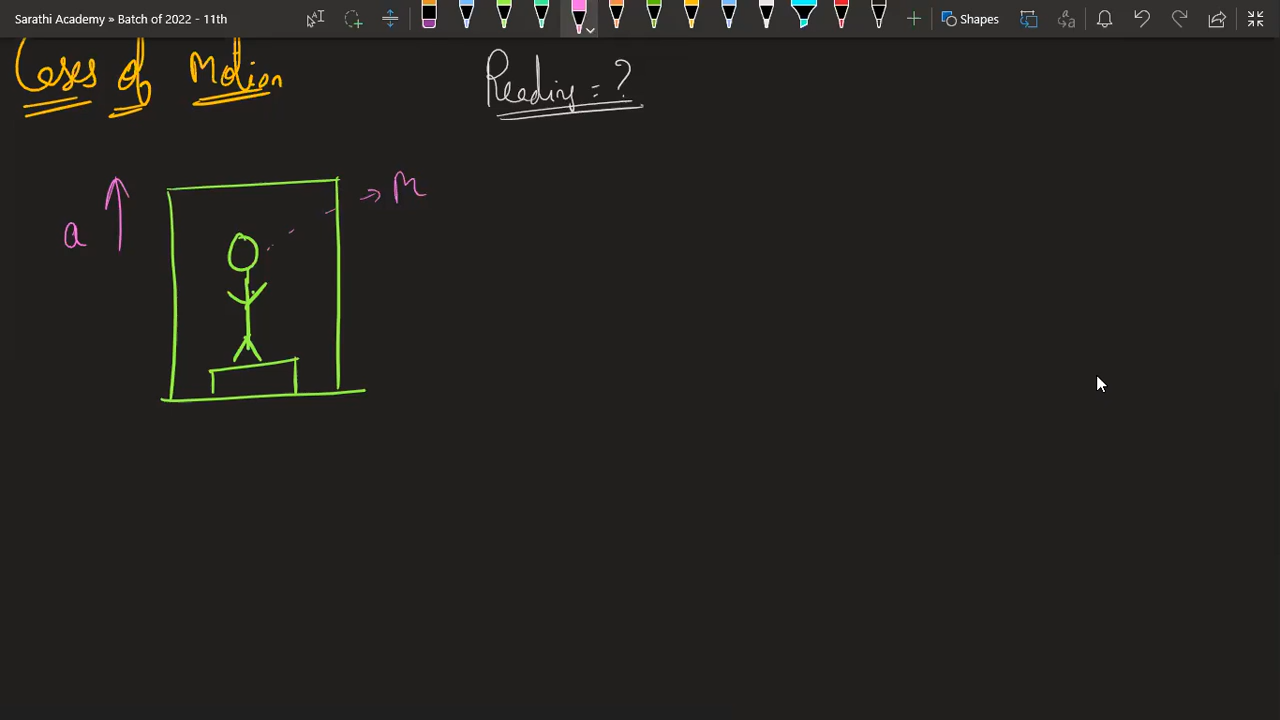 Sarathi Academy » Batch of 2022 - 11th
Shapes
Cases of Motion
Reading = ?
a
M